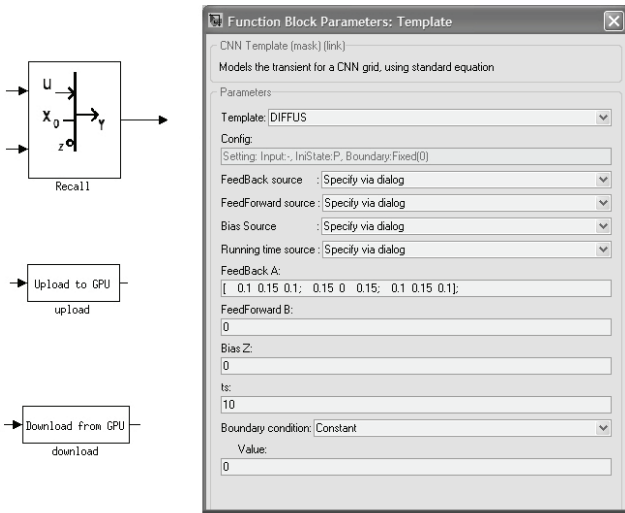 u
x0
Y
z
Recall
Upload to GPU
upload
Download from GPU
download
Function Block Parameters: Template
CNN Template (mask) (link)
Models the transient for a CNN grid, using standard equation
Parameters
Template: DIFFUS
Config:
Setting: Input:-, IniState:P, Boundary:Fixed(0)
FeedBack source : Specify via dialog
FeedForward source : Specify via dialog
Bias Source : Specify via dialog
Running time source : Specify via dialog
FeedBack A:
[ 0.1 0.15 0.1; 0.15 0 0.15; 0.1 0.15 0.1];
FeedForward B:
0
Bias Z:
0
ts:
10
Boundary condition: Constant
Value:
0